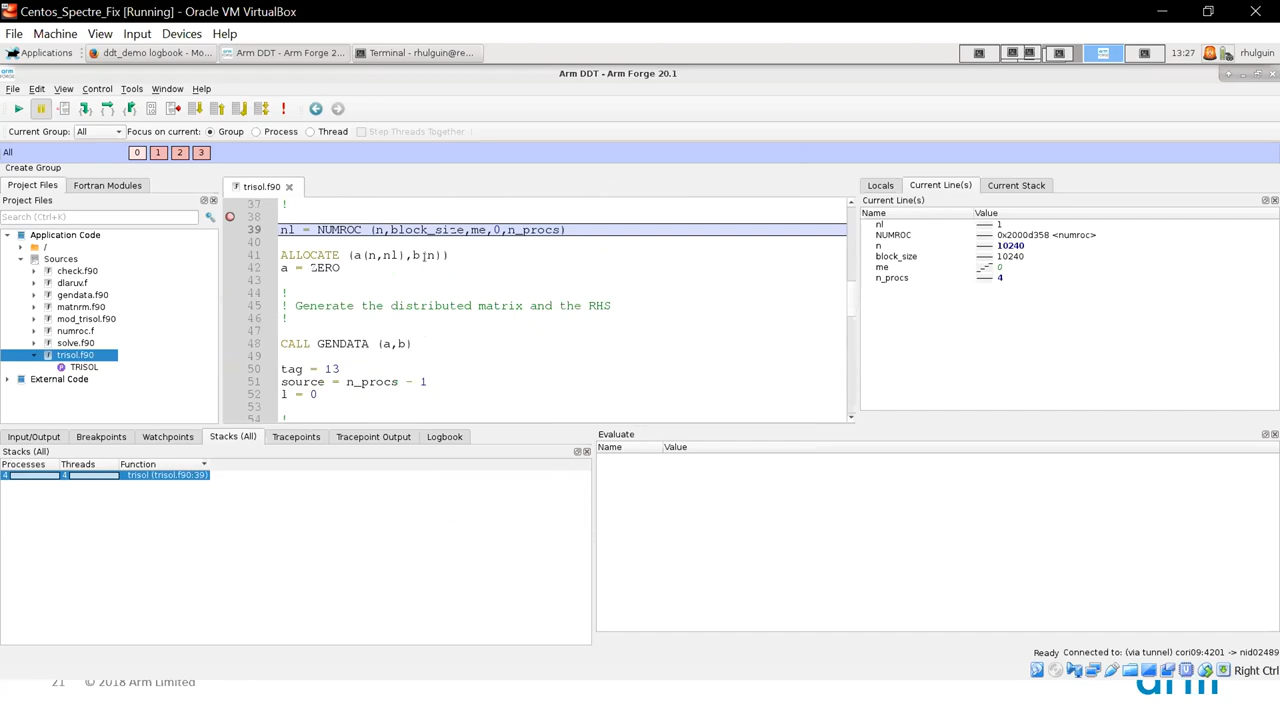 Centos_Spectre_Fix [Running] - Oracle VM VirtualBox
File Machine View Input Devices Help
Applications ddt_demo logbook - Mo... Arm DDT - Arm Forge 2... Terminal - rhulguin@re... 13:27 rhulguin
arm FORGE Arm DDT - Arm Forge 20.1
File Edit View Control Tools Window Help
Current Group: All Focus on current: Group Process Thread Step Threads Together
All 0 1 2 3
Create Group
Project Files Fortran Modules trisol.f90 Locals Current Line(s) Current Stack
Project Files
Search (Ctrl+K)
Application Code
/
Sources
check.f90
dlaruv.f
gendata.f90
matnrm.f90
mod_trisol.f90
numroc.f
solve.f90
trisol.f90
TRISOL
External Code
37 !
38
39 nl = NUMROC (n,block_size,me,0,n_procs)
40
41 ALLOCATE (a(n,nl),b(n))
42 a = ZERO
43
44 !
45 ! Generate the distributed matrix and the RHS
46 !
47
48 CALL GENDATA (a,b)
49
50 tag = 13
51 source = n_procs - 1
52 l = 0
53
54 !
Current Line(s)
Name Value
nl 1
NUMROC 0x2000d358 <numroc>
n 10240
block_size 10240
me 0
n_procs 4
Input/Output Breakpoints Watchpoints Stacks (All) Tracepoints Tracepoint Output Logbook
Stacks (All)
Processes Threads Function
4 4 trisol (trisol.f90:39)
Evaluate
Name Value
Ready Connected to: (via tunnel) cori09:4201 -> nid02489
Right Ctrl
21 © 2018 Arm Limited arm